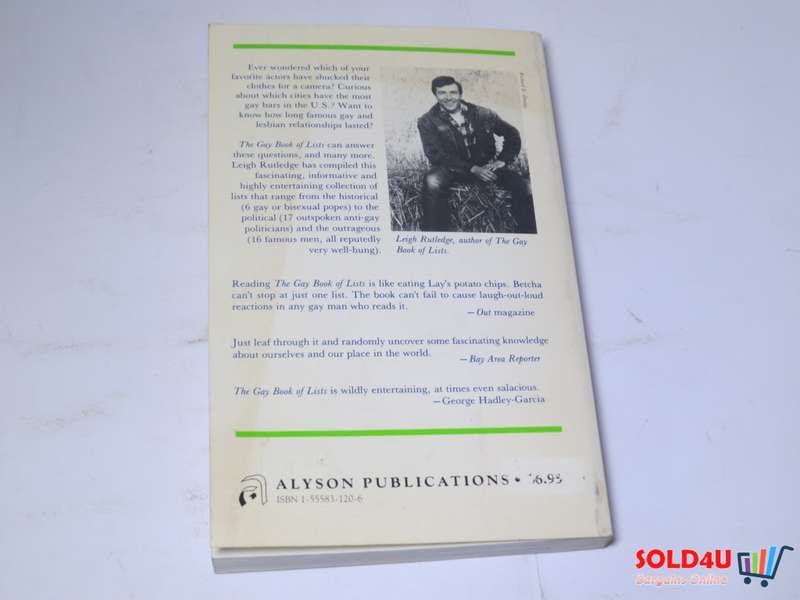 Ever wondered which of your
favorite actors have shucked their
clothes for a camera? Curious
about which cities have the most
gay bars in the U.S.? Want to
know how long famous gay and
lesbian relationships lasted?
The Gay Book of Lists can answer
these questions, and many more.
Leigh Rutledge has compiled this
fascinating, informative and
highly entertaining collection of
lists that range from the historical
(6 gay or bisexual popes) to the
political (17 outspoken anti-gay
politicians) and the outrageous
(16 famous men, all reputedly
very well-hung).
Leigh Rutledge, author of The Gay
Book of Lists.
Reading The Gay Book of Lists is like eating Lay's potato chips. Betcha
can't stop at just one list. The book can't fail to cause laugh-out-loud
reactions in any gay man who reads it.
—Out magazine
Just leaf through it and randomly uncover some fascinating knowledge
about ourselves and our place in the world.
—Bay Area Reporter
The Gay Book of Lists is wildly entertaining, at times even salacious.
—George Hadley-Garcia
ALYSON PUBLICATIONS • 6.95
ISBN 1-55583-120-6
SOLD4U
Bargains Online